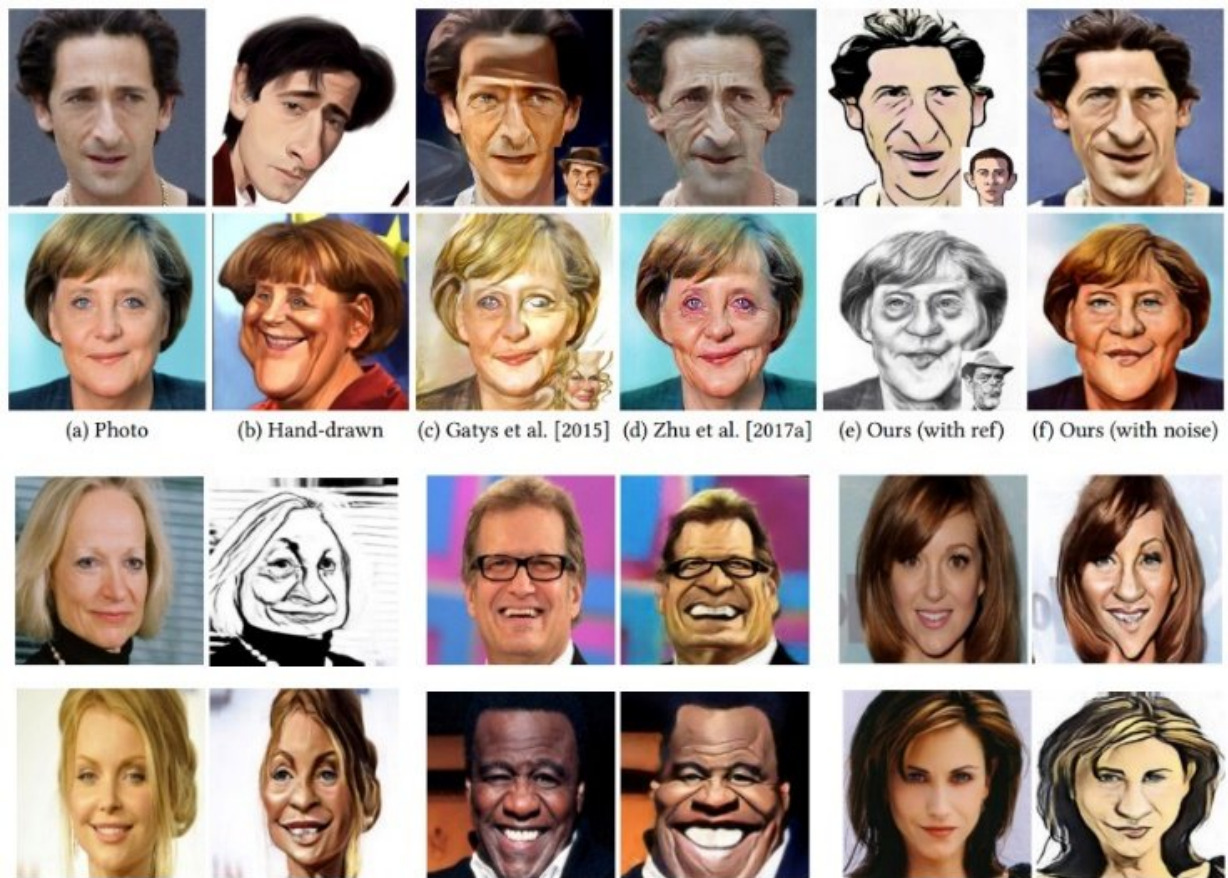 (a) Photo (b) Hand-drawn (c) Gatys et al. [2015] (d) Zhu et al. [2017a] (e) Ours (with ref) (f) Ours (with noise)